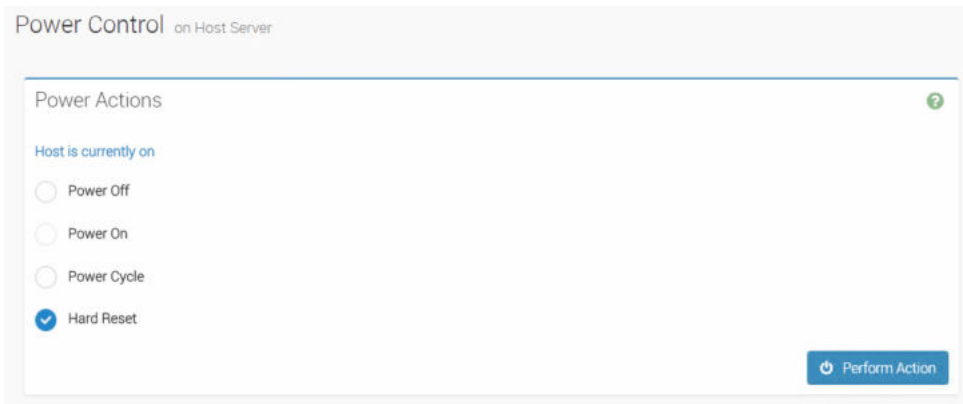 Power Control on Host Server
Power Actions
Host is currently on
Power Off
Power On
Power Cycle
Hard Reset
Perform Action